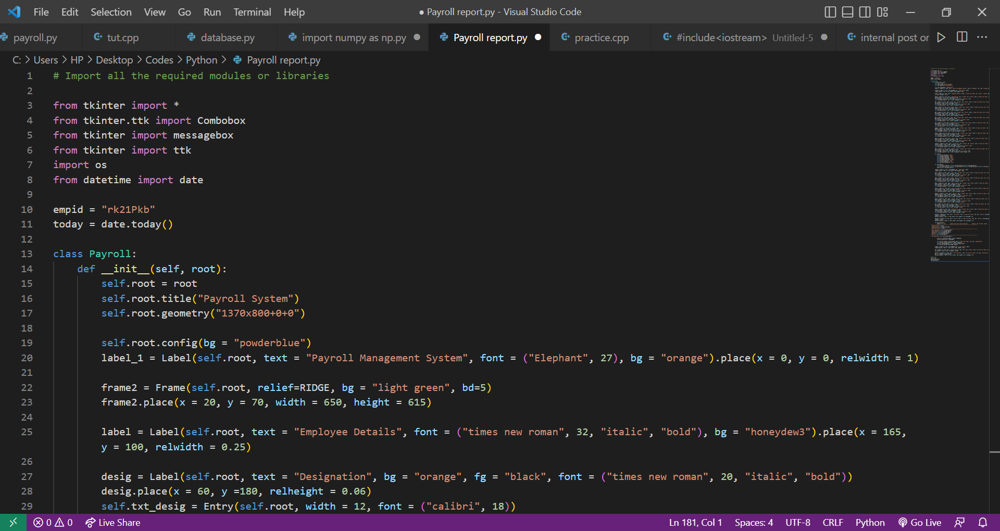 File Edit Selection View Go Run Terminal Help ● Payroll report.py - Visual Studio Code
payroll.py tut.cpp database.py import numpy as np.py Payroll report.py practice.cpp #include<iostream> Untitled-5 internal post or
C: > Users > HP > Desktop > Codes > Python > Payroll report.py
1 # Import all the required modules or libraries
2
3 from tkinter import *
4 from tkinter.ttk import Combobox
5 from tkinter import messagebox
6 from tkinter import ttk
7 import os
8 from datetime import date
9
10 empid = "rk21Pkb"
11 today = date.today()
12
13 class Payroll:
14 def __init__(self, root):
15 self.root = root
16 self.root.title("Payroll System")
17 self.root.geometry("1370x800+0+0")
18
19 self.root.config(bg = "powderblue")
20 label_1 = Label(self.root, text = "Payroll Management System", font = ("Elephant", 27), bg = "orange").place(x = 0, y = 0, relwidth = 1)
21
22 frame2 = Frame(self.root, relief=RIDGE, bg = "light green", bd=5)
23 frame2.place(x = 20, y = 70, width = 650, height = 615)
24
25 label = Label(self.root, text = "Employee Details", font = ("times new roman", 32, "italic", "bold"), bg = "honeydew3").place(x = 165,
y = 100, relwidth = 0.25)
26
27 desig = Label(self.root, text = "Designation", bg = "orange", fg = "black", font = ("times new roman", 20, "italic", "bold"))
28 desig.place(x = 60, y =180, relheight = 0.06)
29 self.txt_desig = Entry(self.root, width = 12, font = ("calibri", 18))
0 0 Live Share Ln 181, Col 1 Spaces: 4 UTF-8 CRLF Python Go Live